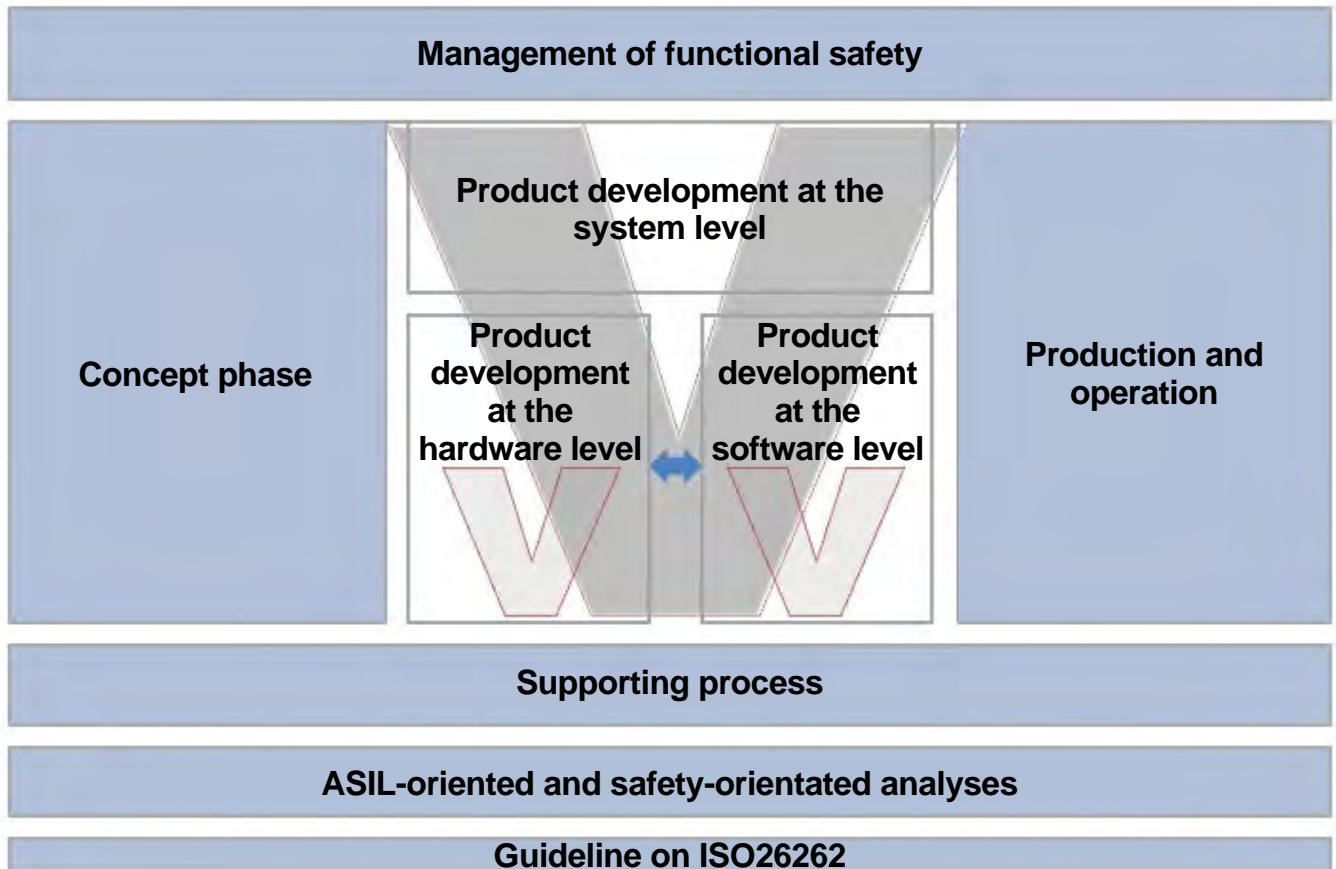 Management of functional safety
Product development at the
system level
Concept phase
Product
development
at the
hardware level
Product
development
at the
software level
Production and
operation
Supporting process
ASIL-oriented and safety-orientated analyses
Guideline on ISO26262